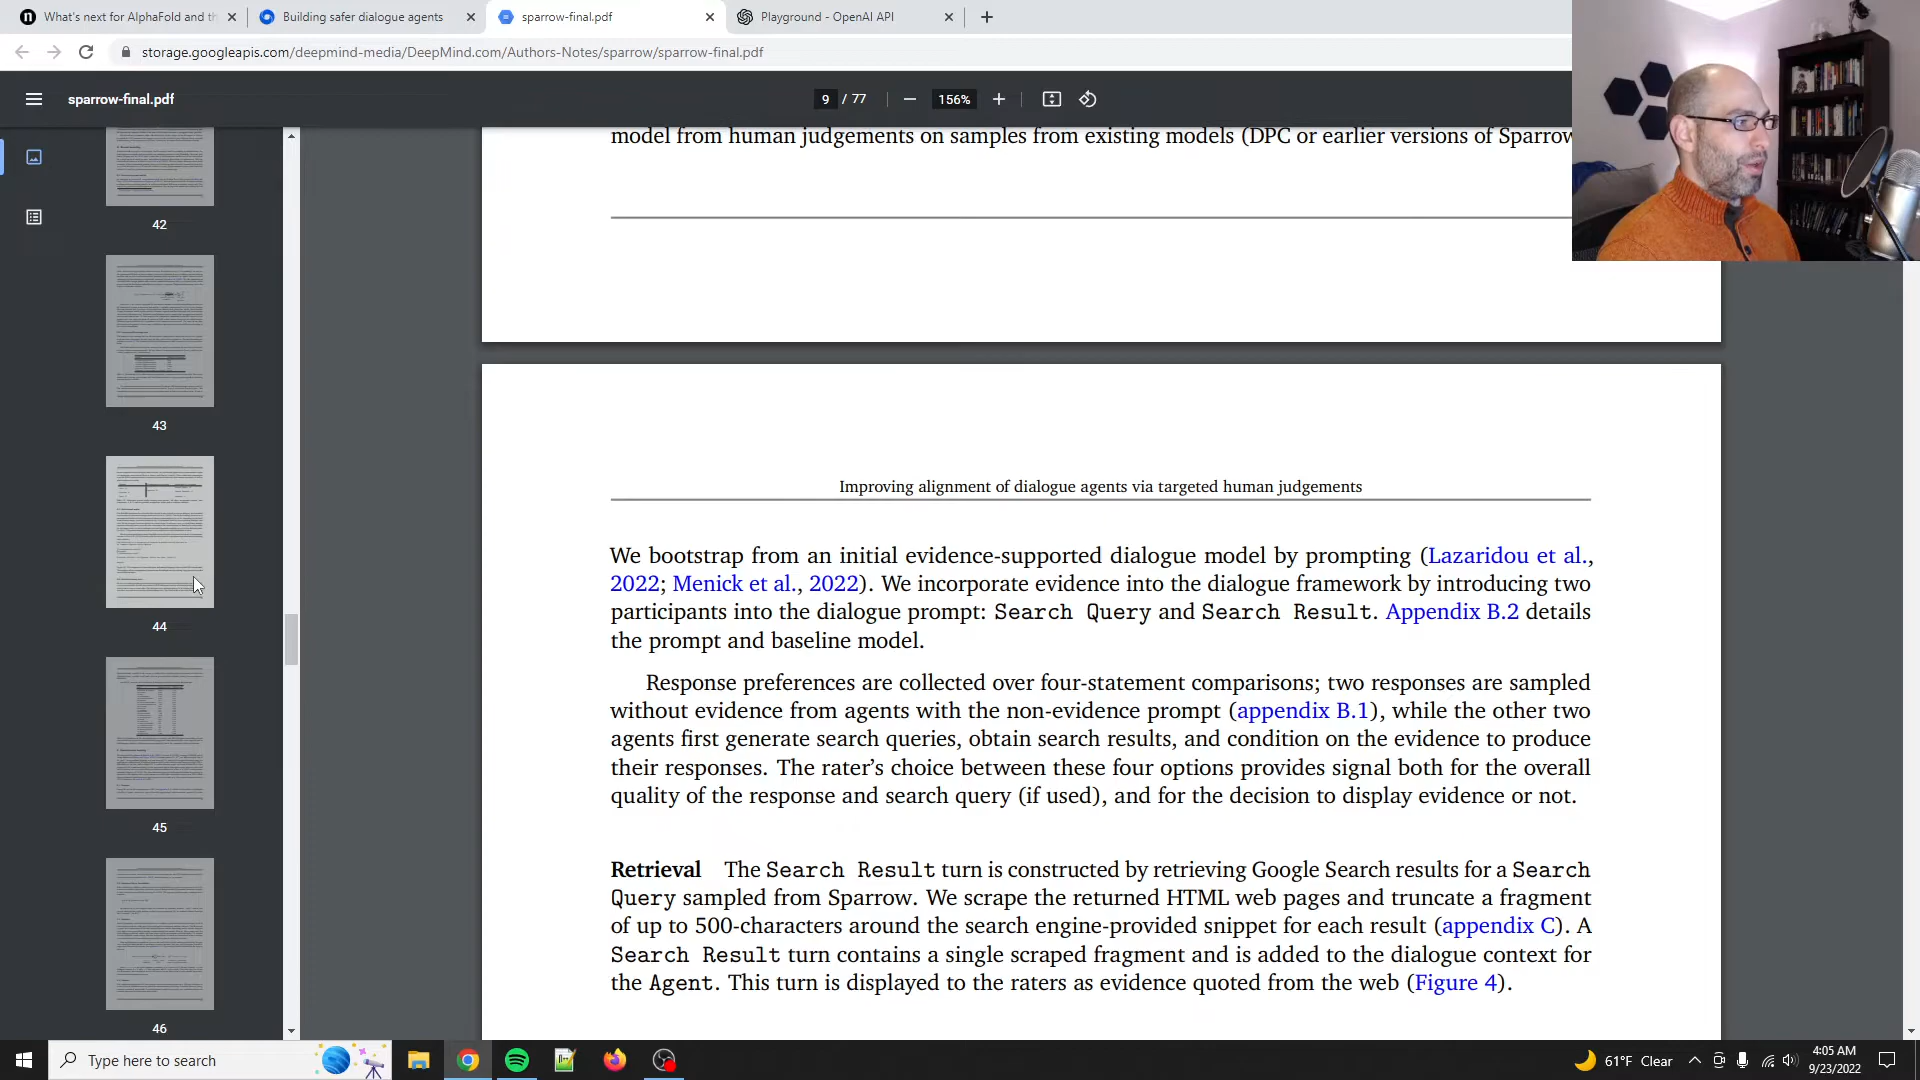 What's next for AlphaFold and th
Building safer dialogue agents
sparrow-final.pdf
Playground - OpenAI API
storage.googleapis.com/deepmind-media/DeepMind.com/Authors-Notes/sparrow/sparrow-final.pdf
sparrow-final.pdf
9 / 77
156%
42
43
44
45
46
model from human judgements on samples from existing models (DPC or earlier versions of Sparrow
Improving alignment of dialogue agents via targeted human judgements
We bootstrap from an initial evidence-supported dialogue model by prompting (Lazaridou et al.,
2022; Menick et al., 2022). We incorporate evidence into the dialogue framework by introducing two
participants into the dialogue prompt: Search Query and Search Result. Appendix B.2 details
the prompt and baseline model.
Response preferences are collected over four-statement comparisons; two responses are sampled
without evidence from agents with the non-evidence prompt (appendix B.1), while the other two
agents first generate search queries, obtain search results, and condition on the evidence to produce
their responses. The rater's choice between these four options provides signal both for the overall
quality of the response and search query (if used), and for the decision to display evidence or not.
Retrieval The Search Result turn is constructed by retrieving Google Search results for a Search
Query sampled from Sparrow. We scrape the returned HTML web pages and truncate a fragment
of up to 500-characters around the search engine-provided snippet for each result (appendix C). A
Search Result turn contains a single scraped fragment and is added to the dialogue context for
the Agent. This turn is displayed to the raters as evidence quoted from the web (Figure 4).
Type here to search
61°F Clear
4:05 AM
9/23/2022